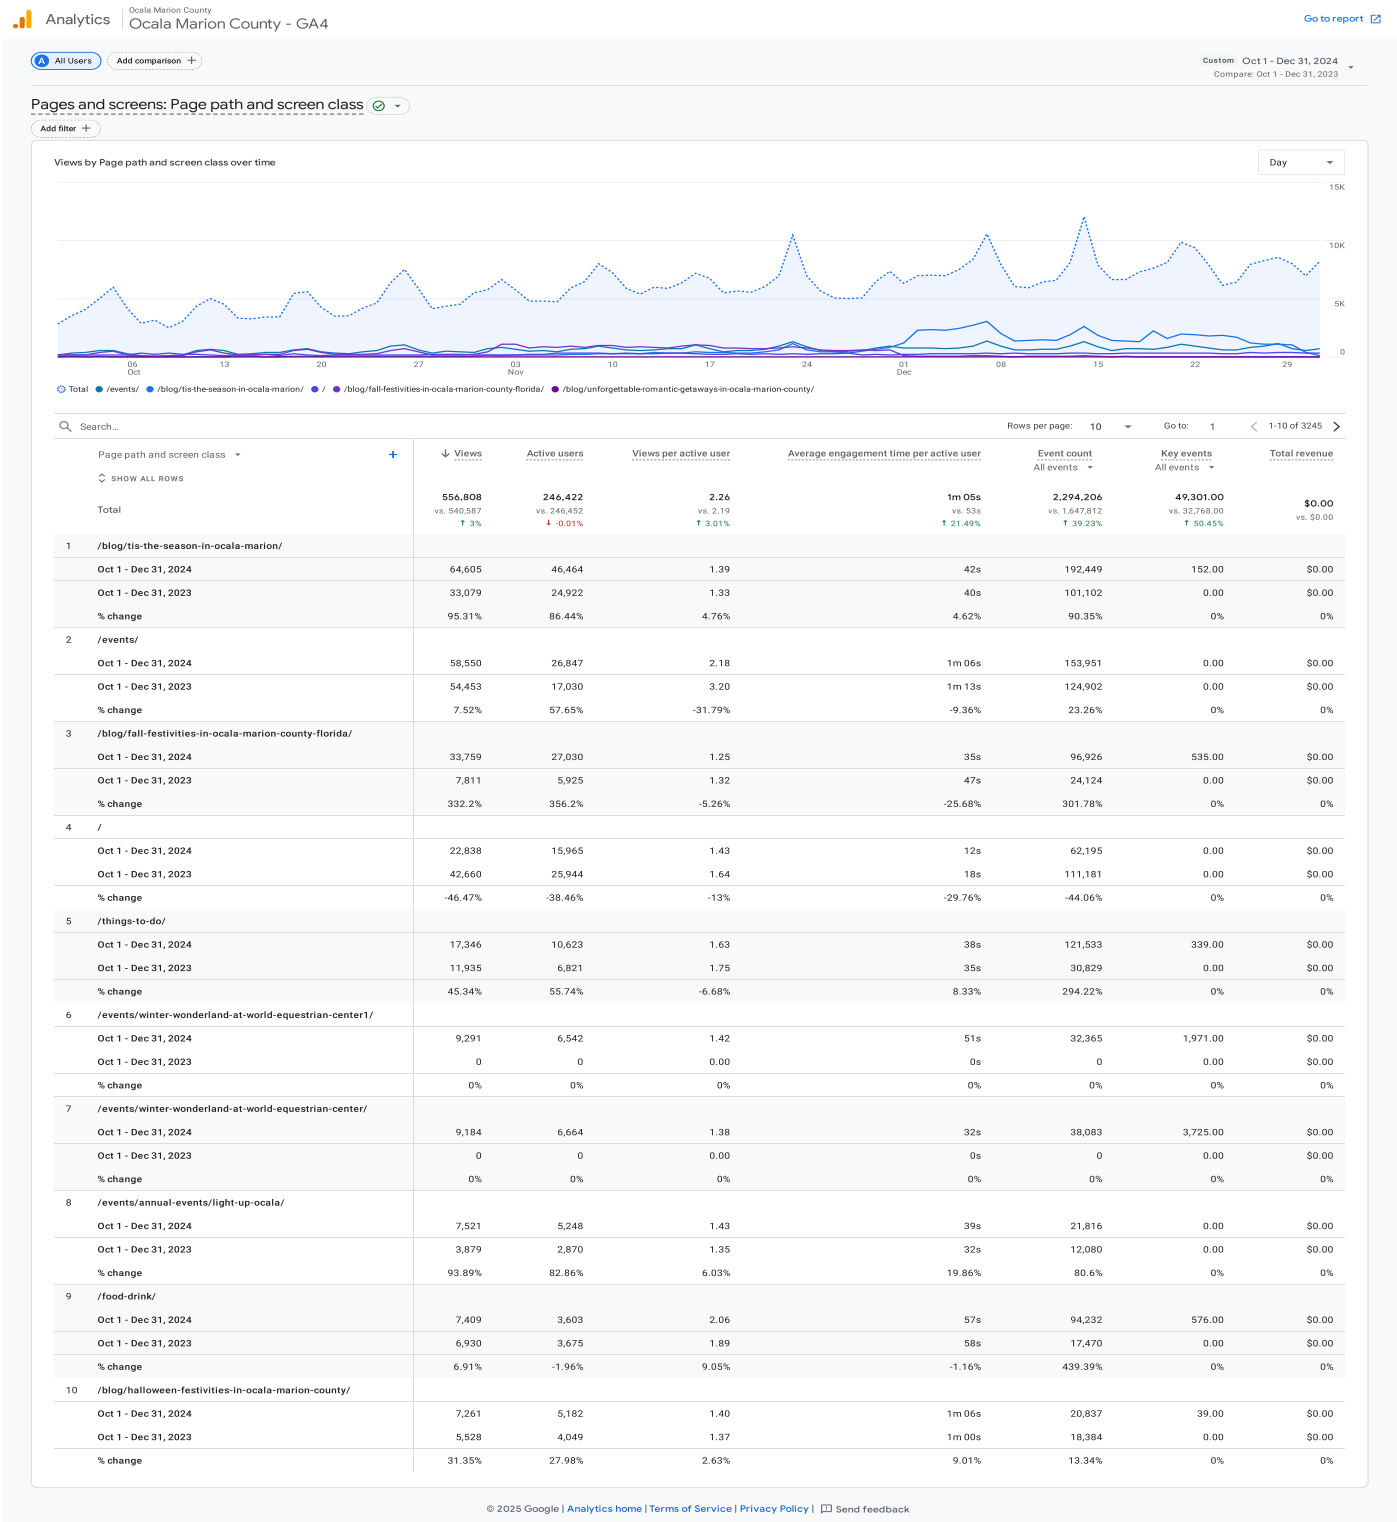 Analytics
Ocala Marion County
Ocala Marion County - GA4
Go to report
A All Users
Add comparison
Custom Oct 1 - Dec 31, 2024
Compare: Oct 1 - Dec 31, 2023
Pages and screens: Page path and screen class
Add filter
Views by Page path and screen class over time
Day
15K
10K
5K
0
06 13 20 27 03 10 17 24 01 08 15 22 29
Oct Nov Dec
Total /events/ /blog/tis-the-season-in-ocala-marion/ / /blog/fall-festivities-in-ocala-marion-county-florida/ /blog/unforgettable-romantic-getaways-in-ocala-marion-county/
Search...
Rows per page: 10 Go to: 1 1-10 of 3245
Page path and screen class + Views Active users Views per active user Average engagement time per active user Event count Key events Total revenue
All events All events
SHOW ALL ROWS
Total
556,808 246,422 2.26 1m 05s 2,294,206 49,301.00 $0.00
vs. 540,587 vs. 246,452 vs. 2.19 vs. 53s vs. 1,647,812 vs. 32,768.00 vs. $0.00
↑ 3% ↓ -0.01% ↑ 3.01% ↑ 21.49% ↑ 39.23% ↑ 50.45%
1 /blog/tis-the-season-in-ocala-marion/
Oct 1 - Dec 31, 2024 64,605 46,464 1.39 42s 192,449 152.00 $0.00
Oct 1 - Dec 31, 2023 33,079 24,922 1.33 40s 101,102 0.00 $0.00
% change 95.31% 86.44% 4.76% 4.62% 90.35% 0% 0%
2 /events/
Oct 1 - Dec 31, 2024 58,550 26,847 2.18 1m 06s 153,951 0.00 $0.00
Oct 1 - Dec 31, 2023 54,453 17,030 3.20 1m 13s 124,902 0.00 $0.00
% change 7.52% 57.65% -31.79% -9.36% 23.26% 0% 0%
3 /blog/fall-festivities-in-ocala-marion-county-florida/
Oct 1 - Dec 31, 2024 33,759 27,030 1.25 35s 96,926 535.00 $0.00
Oct 1 - Dec 31, 2023 7,811 5,925 1.32 47s 24,124 0.00 $0.00
% change 332.2% 356.2% -5.26% -25.68% 301.78% 0% 0%
4 /
Oct 1 - Dec 31, 2024 22,838 15,965 1.43 12s 62,195 0.00 $0.00
Oct 1 - Dec 31, 2023 42,660 25,944 1.64 18s 111,181 0.00 $0.00
% change -46.47% -38.46% -13% -29.76% -44.06% 0% 0%
5 /things-to-do/
Oct 1 - Dec 31, 2024 17,346 10,623 1.63 38s 121,533 339.00 $0.00
Oct 1 - Dec 31, 2023 11,935 6,821 1.75 35s 30,829 0.00 $0.00
% change 45.34% 55.74% -6.68% 8.33% 294.22% 0% 0%
6 /events/winter-wonderland-at-world-equestrian-center1/
Oct 1 - Dec 31, 2024 9,291 6,542 1.42 51s 32,365 1,971.00 $0.00
Oct 1 - Dec 31, 2023 0 0 0.00 0s 0 0.00 $0.00
% change 0% 0% 0% 0% 0% 0% 0%
7 /events/winter-wonderland-at-world-equestrian-center/
Oct 1 - Dec 31, 2024 9,184 6,664 1.38 32s 38,083 3,725.00 $0.00
Oct 1 - Dec 31, 2023 0 0 0.00 0s 0 0.00 $0.00
% change 0% 0% 0% 0% 0% 0% 0%
8 /events/annual-events/light-up-ocala/
Oct 1 - Dec 31, 2024 7,521 5,248 1.43 39s 21,816 0.00 $0.00
Oct 1 - Dec 31, 2023 3,879 2,870 1.35 32s 12,080 0.00 $0.00
% change 93.89% 82.86% 6.03% 19.86% 80.6% 0% 0%
9 /food-drink/
Oct 1 - Dec 31, 2024 7,409 3,603 2.06 57s 94,232 576.00 $0.00
Oct 1 - Dec 31, 2023 6,930 3,675 1.89 58s 17,470 0.00 $0.00
% change 6.91% -1.96% 9.05% -1.16% 439.39% 0% 0%
10 /blog/halloween-festivities-in-ocala-marion-county/
Oct 1 - Dec 31, 2024 7,261 5,182 1.40 1m 06s 20,837 39.00 $0.00
Oct 1 - Dec 31, 2023 5,528 4,049 1.37 1m 00s 18,384 0.00 $0.00
% change 31.35% 27.98% 2.63% 9.01% 13.34% 0% 0%
© 2025 Google | Analytics home | Terms of Service | Privacy Policy | Send feedback